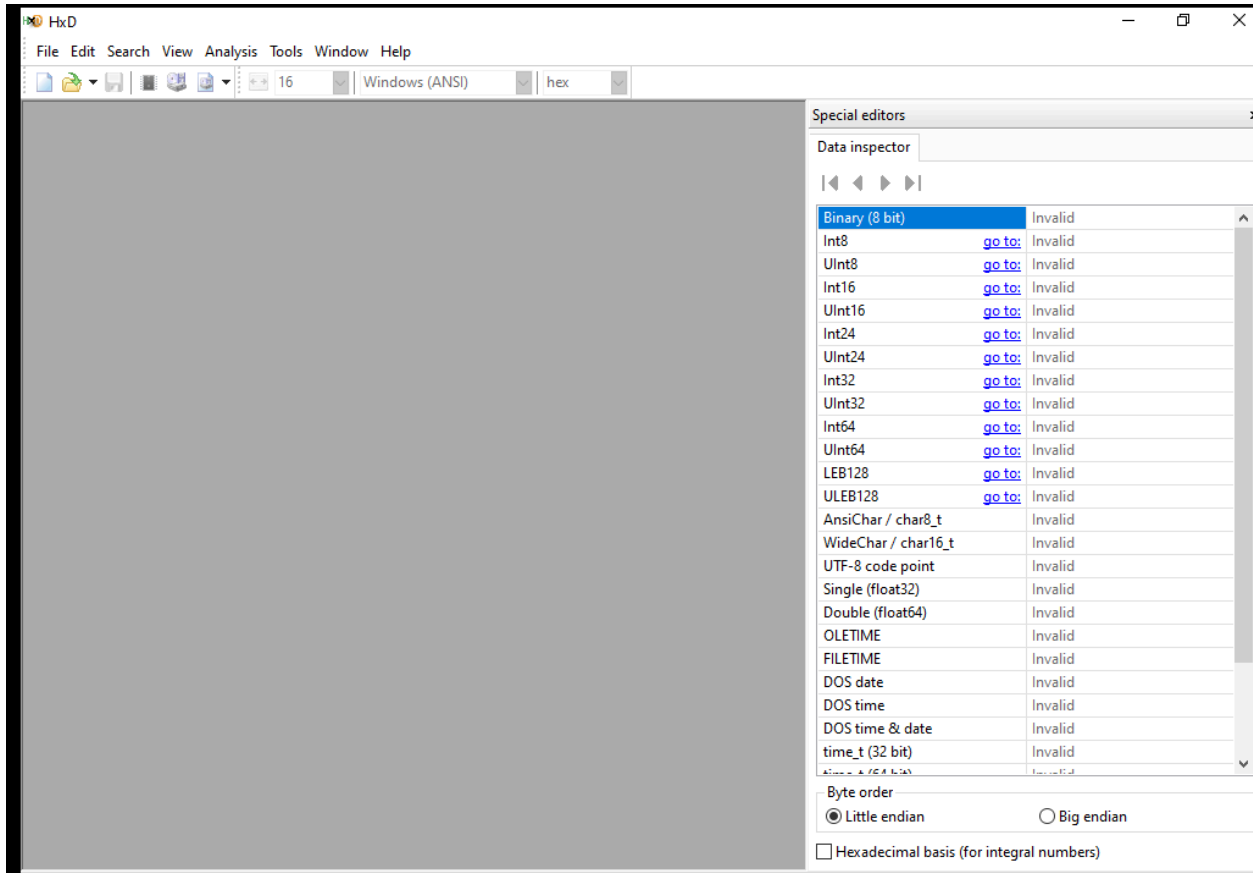 HxD HxD
File Edit Search View Analysis Tools Window Help
16 Windows (ANSI) hex
Special editors
Data inspector
Binary (8 bit) Invalid
Int8 go to: Invalid
UInt8 go to: Invalid
Int16 go to: Invalid
UInt16 go to: Invalid
Int24 go to: Invalid
UInt24 go to: Invalid
Int32 go to: Invalid
UInt32 go to: Invalid
Int64 go to: Invalid
UInt64 go to: Invalid
LEB128 go to: Invalid
ULEB128 go to: Invalid
AnsiChar / char8_t Invalid
WideChar / char16_t Invalid
UTF-8 code point Invalid
Single (float32) Invalid
Double (float64) Invalid
OLETIME Invalid
FILETIME Invalid
DOS date Invalid
DOS time Invalid
DOS time & date Invalid
time_t (32 bit) Invalid
time_t (64 bit) Invalid
Byte order
Little endian Big endian
Hexadecimal basis (for integral numbers)